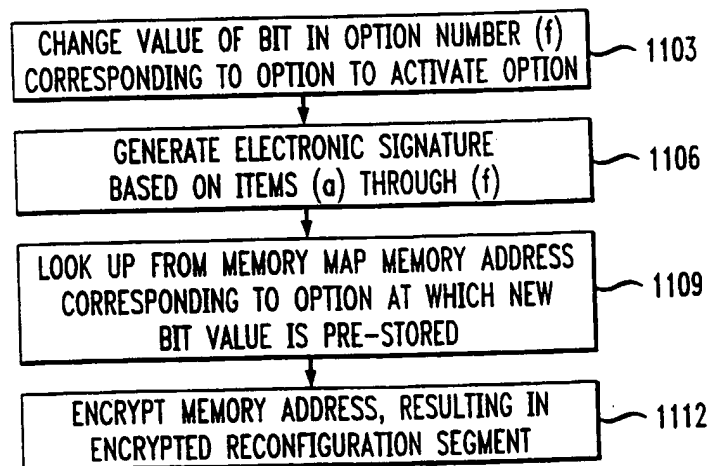 CHANGE VALUE OF BIT IN OPTION NUMBER (f)
CORRESPONDING TO OPTION TO ACTIVATE OPTION
1103
GENERATE ELECTRONIC SIGNATURE
BASED ON ITEMS (a) THROUGH (f)
1106
LOOK UP FROM MEMORY MAP MEMORY ADDRESS
CORRESPONDING TO OPTION AT WHICH NEW
BIT VALUE IS PRE-STORED
1109
ENCRYPT MEMORY ADDRESS, RESULTING IN
ENCRYPTED RECONFIGURATION SEGMENT
1112